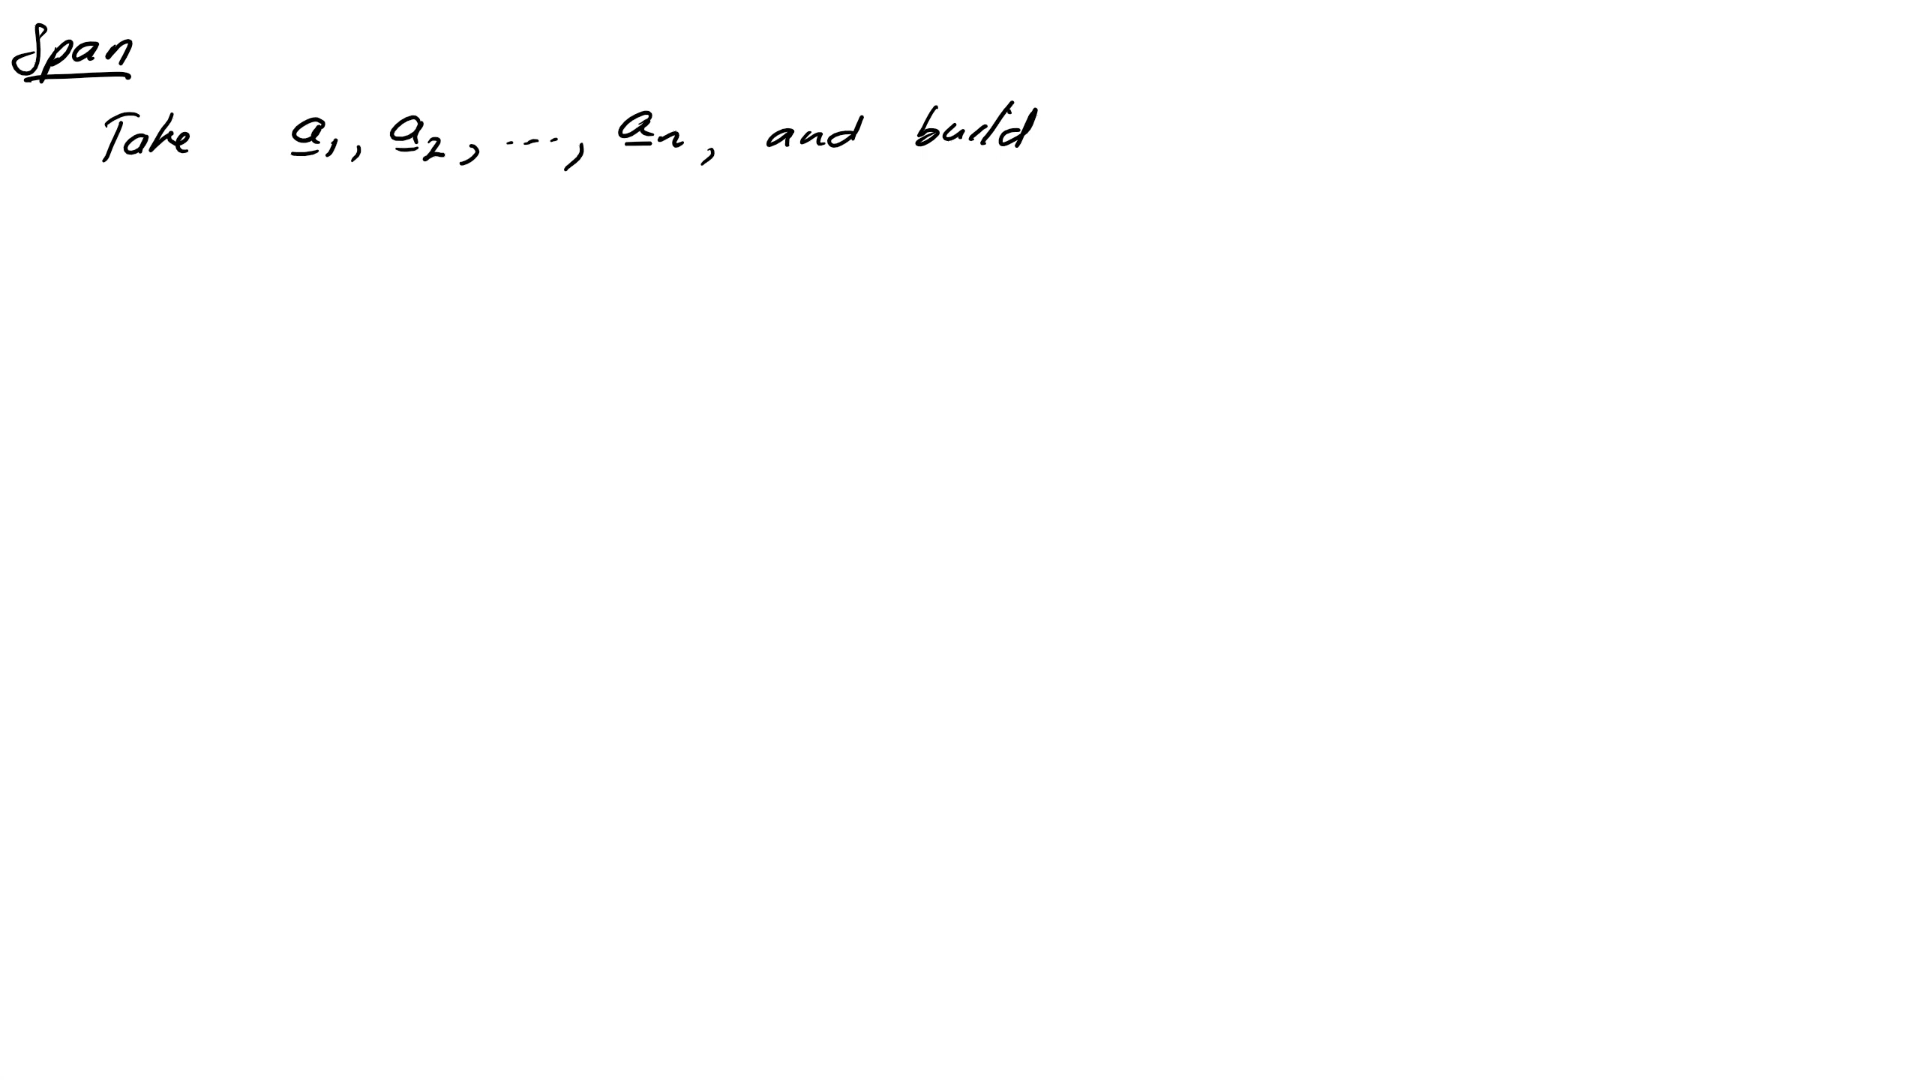 Span
Take a₁, a₂, ..., aₙ, and build